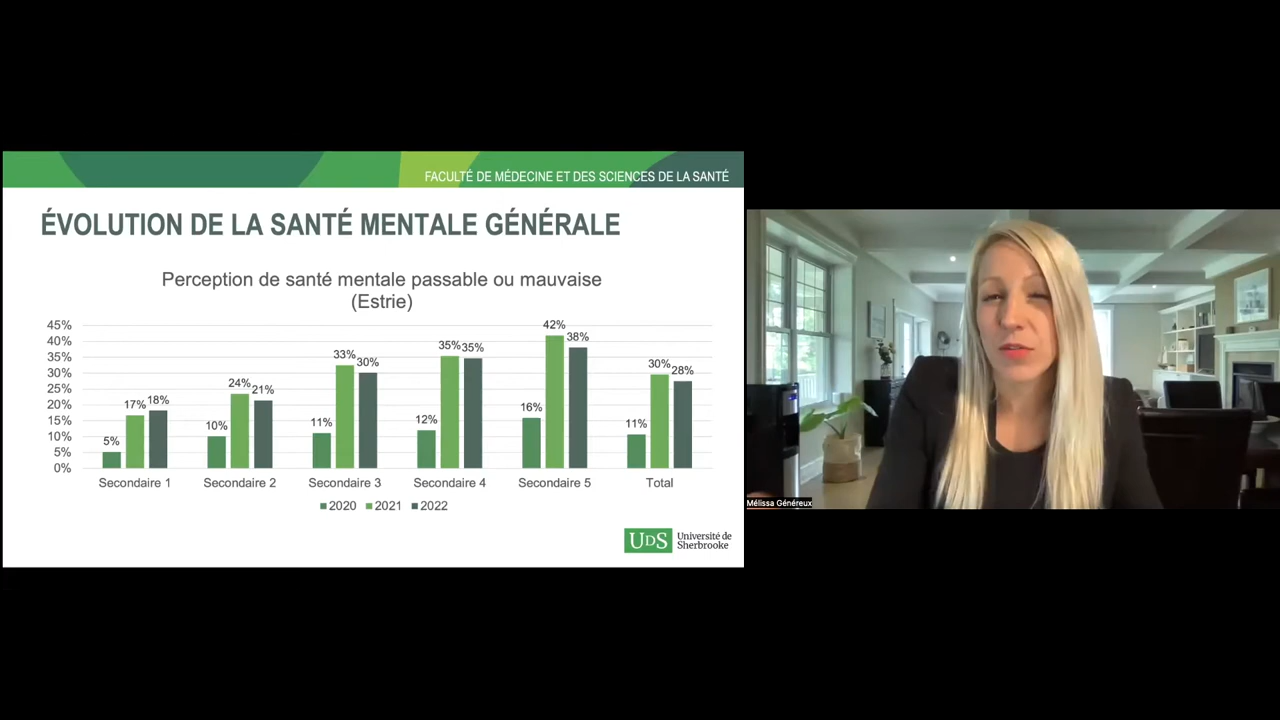 FACULTÉ DE MÉDECINE ET DES SCIENCES DE LA SANTÉ
ÉVOLUTION DE LA SANTÉ MENTALE GÉNÉRALE
Perception de santé mentale passable ou mauvaise
(Estrie)
45%
40%
35%
30%
25%
20%
15%
10%
5%
0%
5% 17% 18%
10% 24% 21%
11% 33% 30%
12% 35% 35%
16% 42% 38%
11% 30% 28%
Secondaire 1 Secondaire 2 Secondaire 3 Secondaire 4 Secondaire 5 Total
2020 2021 2022
UDS Université de
Sherbrooke
Mélissa Généreux